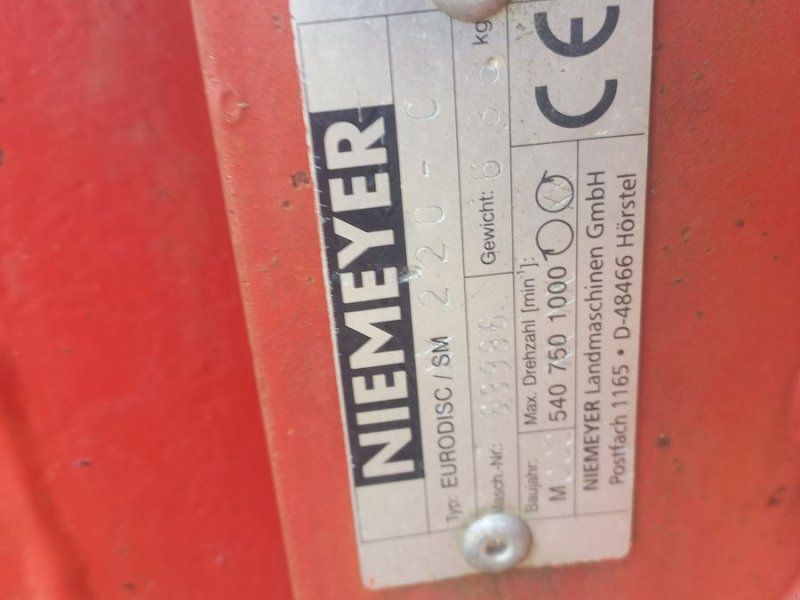 NIEMEYER
Typ: EURODISC / SM 220-C
Masch.-Nr.: Gewicht: kg
Baujahr: Max. Drehzahl [min⁻¹]:
M 540 750 1000
CE
NIEMEYER Landmaschinen GmbH
Postfach 1165 • D-48466 Hörstel